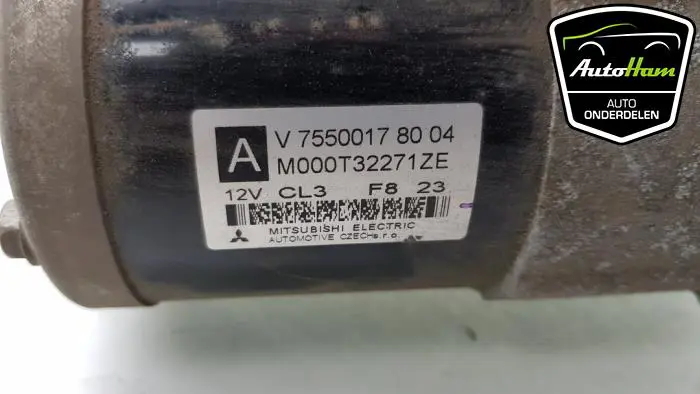 AutoHam
AUTO
ONDERDELEN
A
V 7550017 80 04
M000T32271ZE
12V CL3 F8 23
MITSUBISHI ELECTRIC
AUTOMOTIVE CZECH s.r.o.